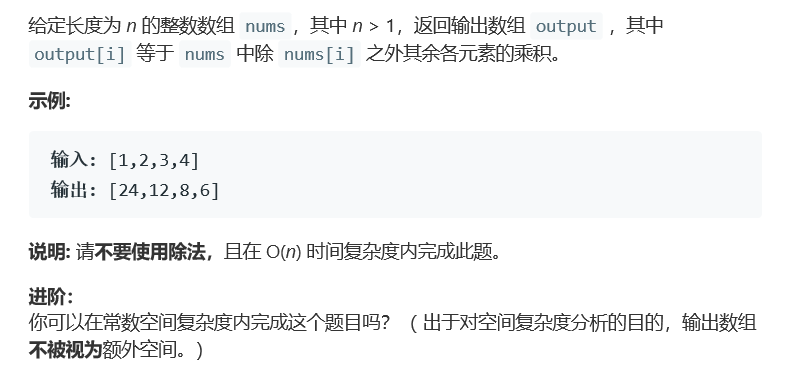 给定长度为 n 的整数数组 nums ，其中 n > 1，返回输出数组 output ，其中
output[i] 等于 nums 中除 nums[i] 之外其余各元素的乘积。
示例:
输入: [1,2,3,4]
输出: [24,12,8,6]
说明: 请不要使用除法，且在 O(n) 时间复杂度内完成此题。
进阶：
你可以在常数空间复杂度内完成这个题目吗？（ 出于对空间复杂度分析的目的，输出数组
不被视为额外空间。）